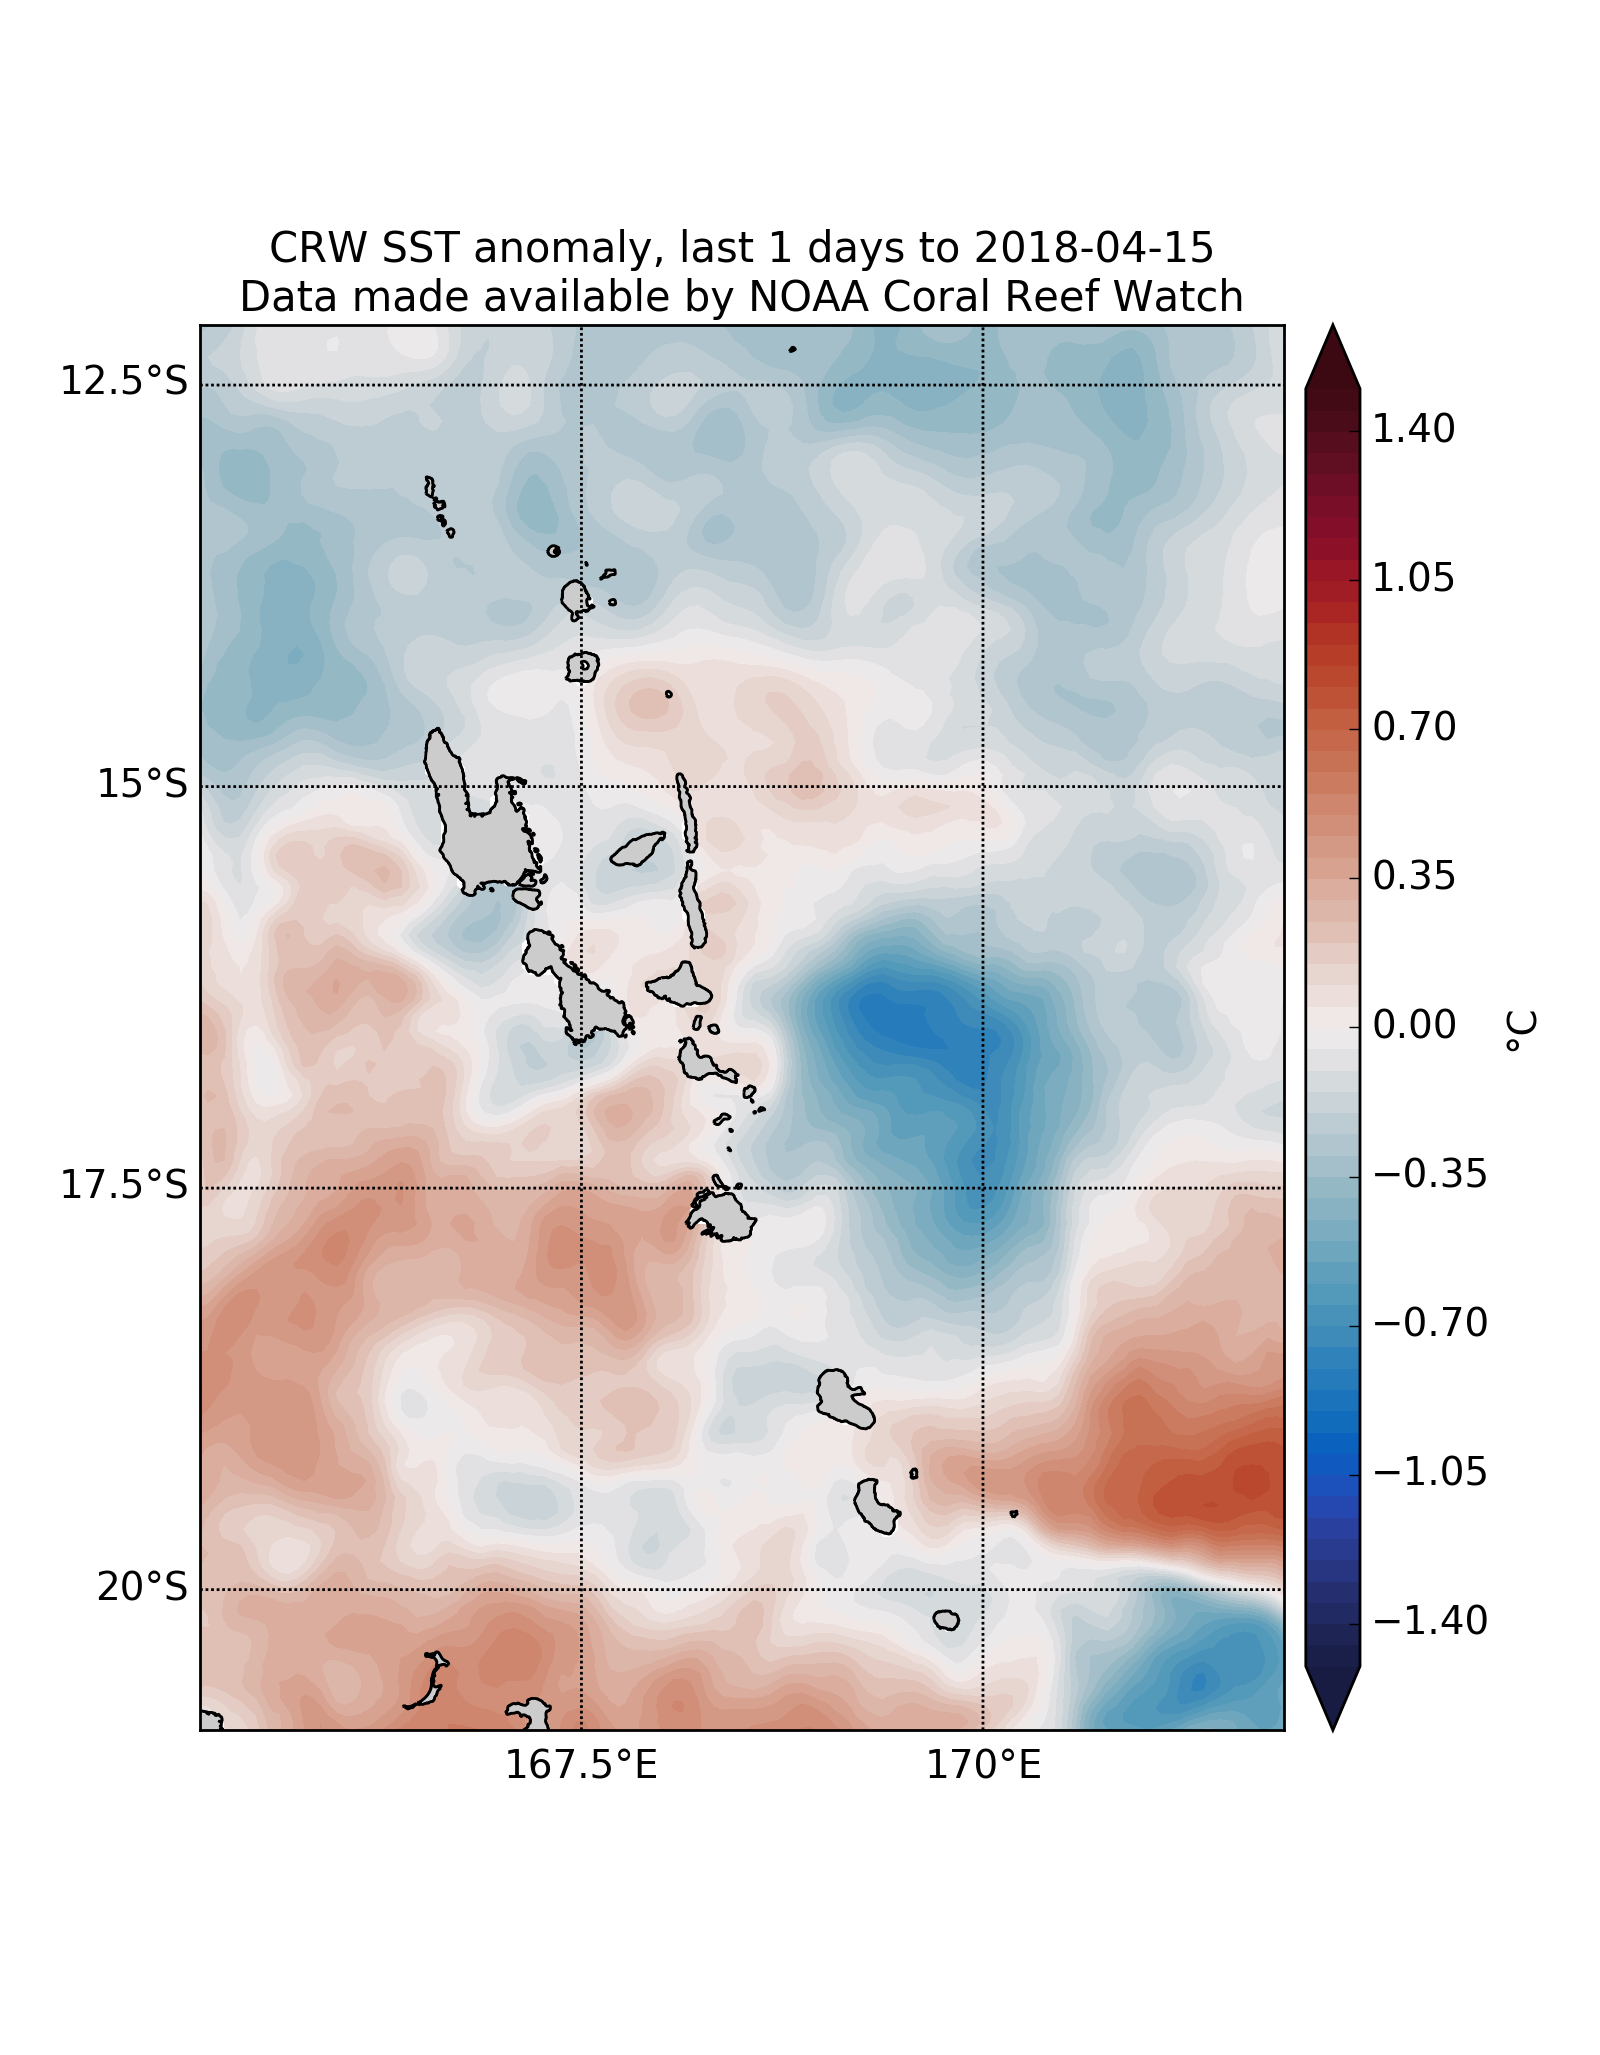 CRW SST anomaly, last 1 days to 2018-04-15
Data made available by NOAA Coral Reef Watch
12.5°S
15°S
17.5°S
20°S
167.5°E
170°E
1.40
1.05
0.70
0.35
0.00
−0.35
−0.70
−1.05
−1.40
°C